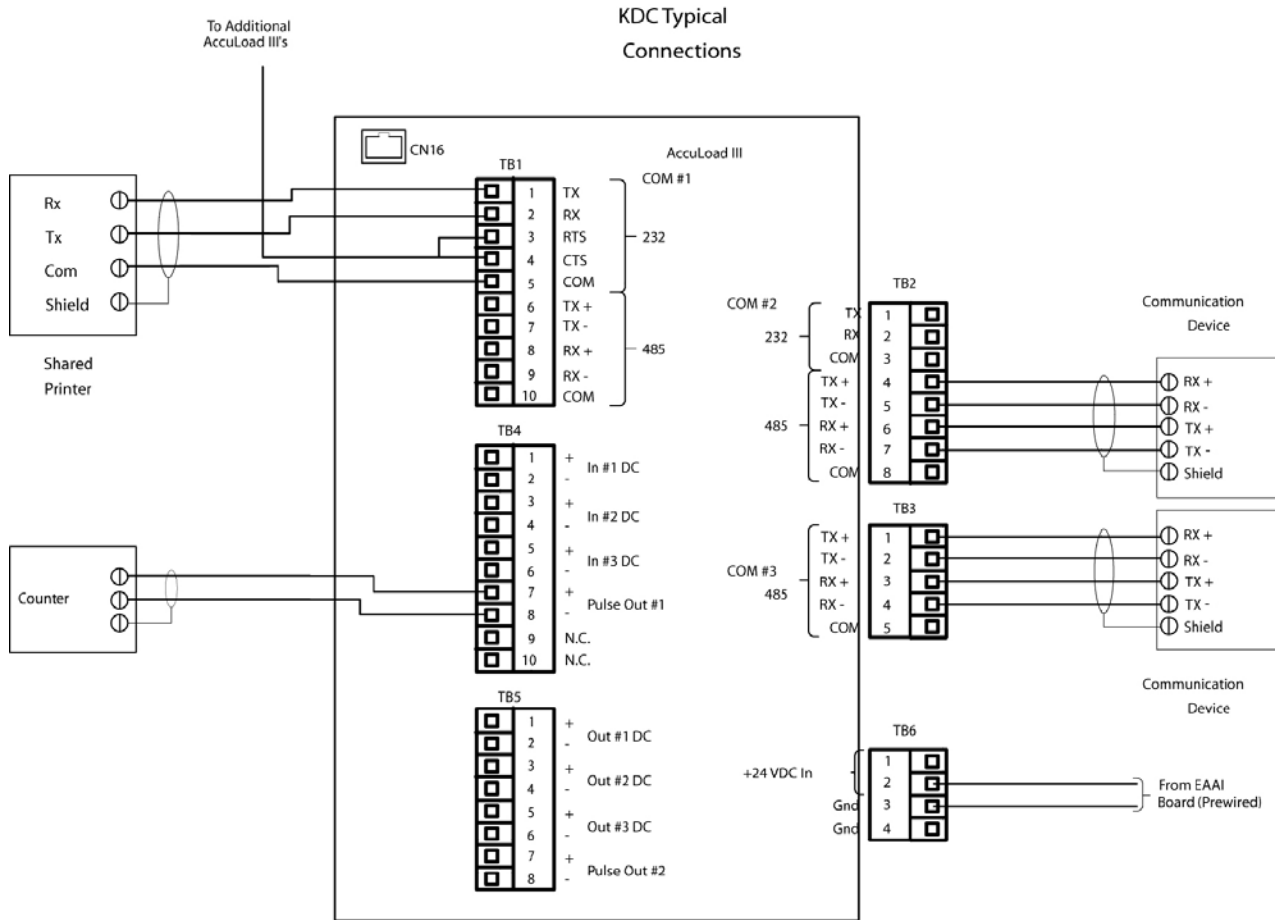 KDC Typical
Connections
To Additional
AccuLoad III's
CN16
AccuLoad III
TB1
COM #1
1 TX
2 RX
3 RTS
4 CTS
5 COM
232
6 TX +
7 TX -
8 RX +
9 RX -
10 COM
485
Rx
Tx
Com
Shield
Shared
Printer
TB4
1 +
2 -
In #1 DC
3 +
4 -
In #2 DC
5 +
6 -
In #3 DC
7 +
8 -
Pulse Out #1
9 N.C.
10 N.C.
Counter
TB5
1 +
2 -
Out #1 DC
3 +
4 -
Out #2 DC
5 +
6 -
Out #3 DC
7 +
8 -
Pulse Out #2
TB2
COM #2
232
TX 1
RX 2
COM 3
485
TX + 4
TX - 5
RX + 6
RX - 7
COM 8
Communication
Device
RX +
RX -
TX +
TX -
Shield
TB3
COM #3
485
TX + 1
TX - 2
RX + 3
RX - 4
COM 5
RX +
RX -
TX +
TX -
Shield
Communication
Device
TB6
+24 VDC In
1
2
Gnd 3
Gnd 4
From EAAI
Board (Prewired)